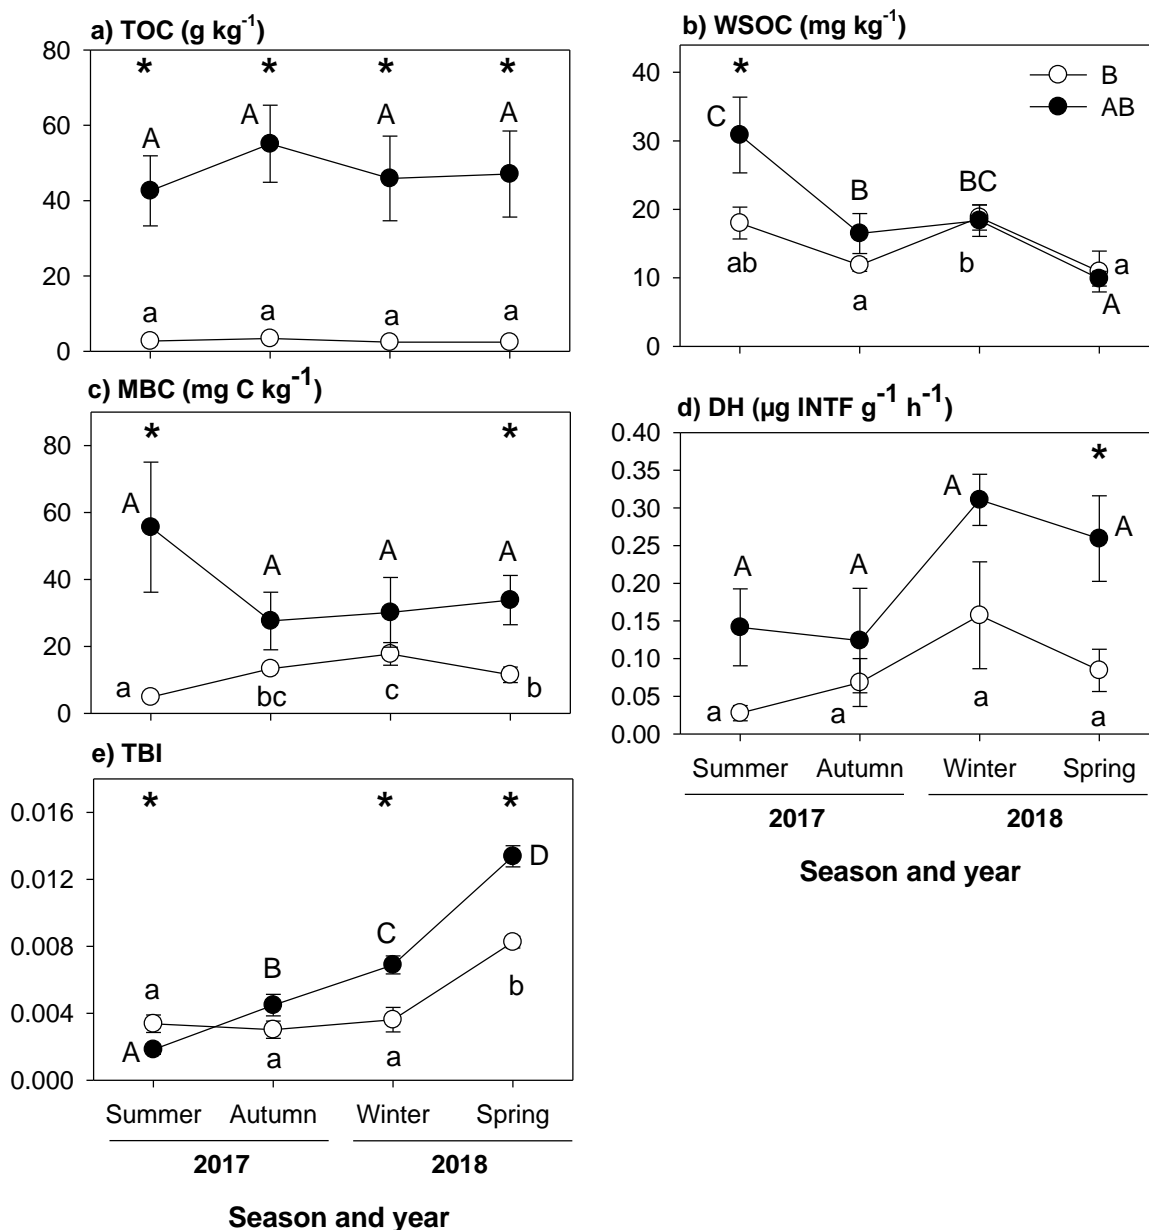 a) TOC (g kg-1)
80
60
40
20
0
* * * *
A A A A
a a a a
b) WSOC (mg kg-1)
40
30
20
10
0
*
B
AB
C B BC A
ab a b a
c) MBC (mg C kg-1)
80
60
40
20
0
* *
A A A A
a bc c b
d) DH (µg INTF g-1 h-1)
0.40
0.35
0.30
0.25
0.20
0.15
0.10
0.05
0.00
*
A A A A
a a a a
Summer Autumn Winter Spring
2017 2018
Season and year
e) TBI
0.016
0.012
0.008
0.004
0.000
* * *
A B C D
a a a b
Summer Autumn Winter Spring
2017 2018
Season and year